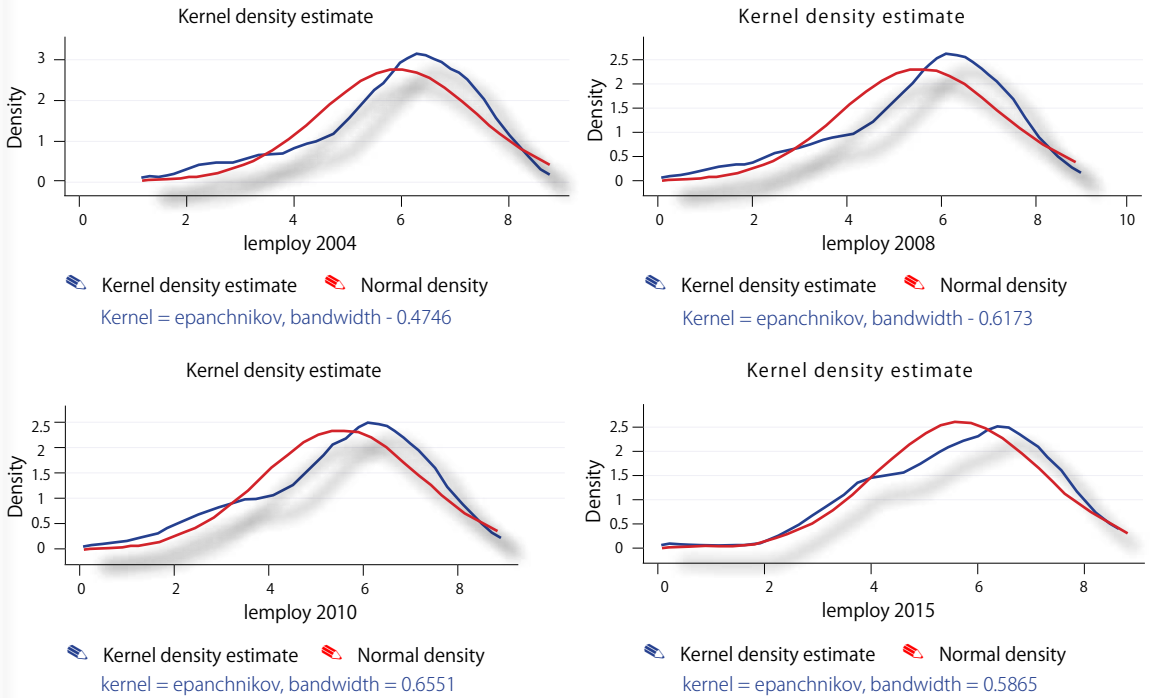 Kernel density estimate
Density
3
2
1
0
0 2 4 6 8
lemploy 2004
Kernel density estimate Normal density
Kernel = epanchnikov, bandwidth - 0.4746
Kernel density estimate
Density
2.5
2
1.5
1
0.5
0
0 2 4 6 8 10
lemploy 2008
Kernel density estimate Normal density
Kernel = epanchnikov, bandwidth - 0.6173
Kernel density estimate
Density
2.5
2
1.5
1
0.5
0
0 2 4 6 8
lemploy 2010
Kernel density estimate Normal density
kernel = epanchnikov, bandwidth = 0.6551
Kernel density estimate
Density
2.5
2
1.5
1
0.5
0
0 2 4 6 8
lemploy 2015
Kernel density estimate Normal density
kernel = epanchnikov, bandwidth = 0.5865